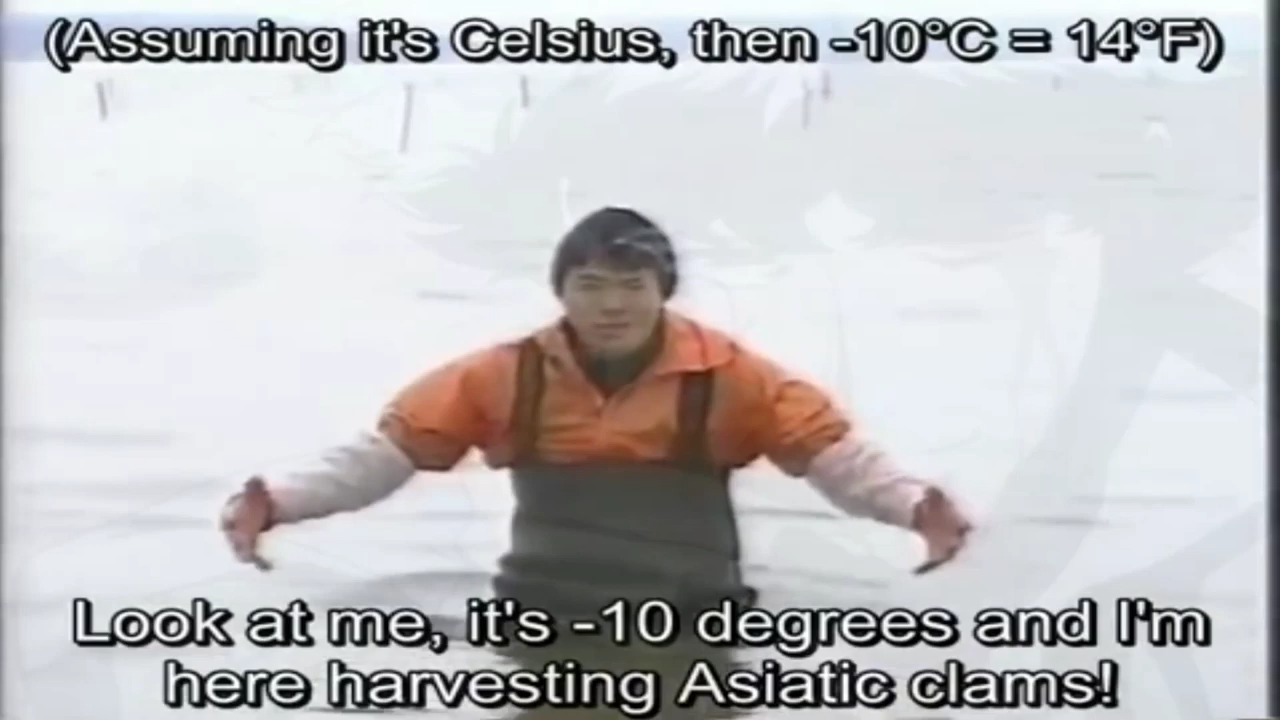 (Assuming it's Celsius, then -10°C = 14°F)
Look at me, it's -10 degrees and I'm
here harvesting Asiatic clams!